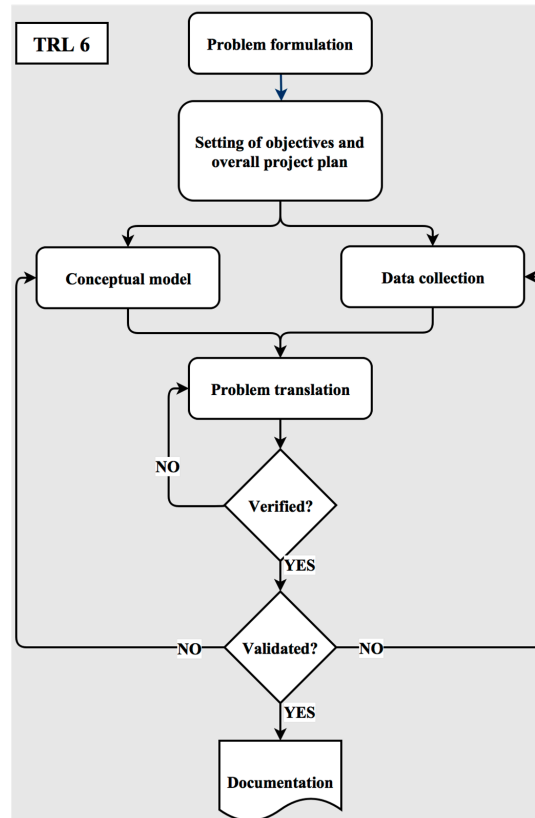 TRL 6
Problem formulation
Setting of objectives and
overall project plan
Conceptual model
Data collection
Problem translation
NO
Verified?
YES
NO
Validated?
NO
YES
Documentation